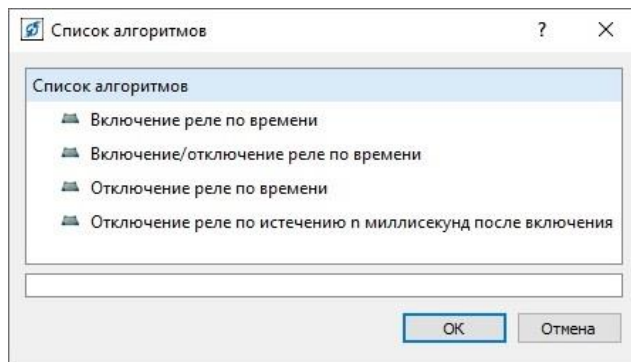 Список алгоритмов ?
Список алгоритмов
Включение реле по времени
Включение/отключение реле по времени
Отключение реле по времени
Отключение реле по истечению n миллисекунд после включения
ОК Отмена